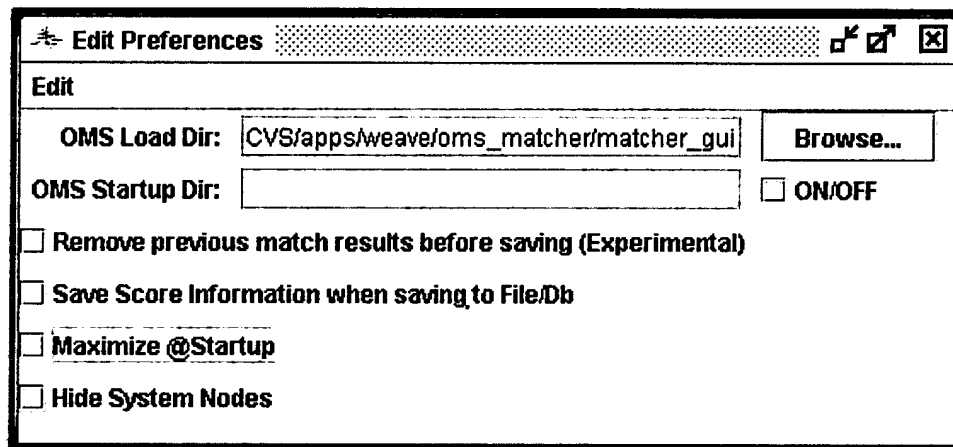 Edit Preferences
Edit
OMS Load Dir: CVS/apps/weave/oms_matcher/matcher_gui Browse...
OMS Startup Dir: ON/OFF
Remove previous match results before saving (Experimental)
Save Score Information when saving to File/Db
Maximize @Startup
Hide System Nodes